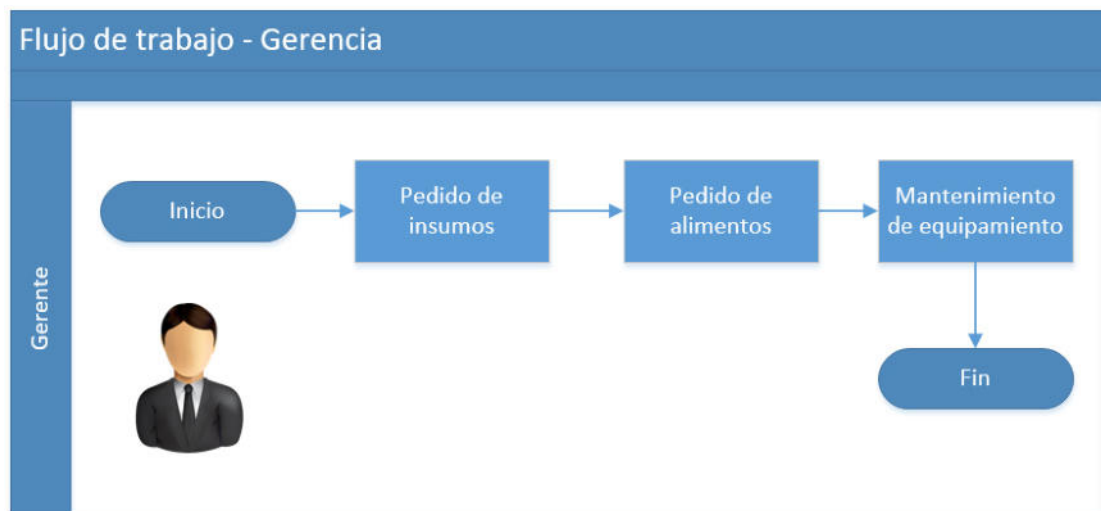 Flujo de trabajo - Gerencia
Gerente
Inicio
Pedido de
insumos
Pedido de
alimentos
Mantenimiento
de equipamiento
Fin